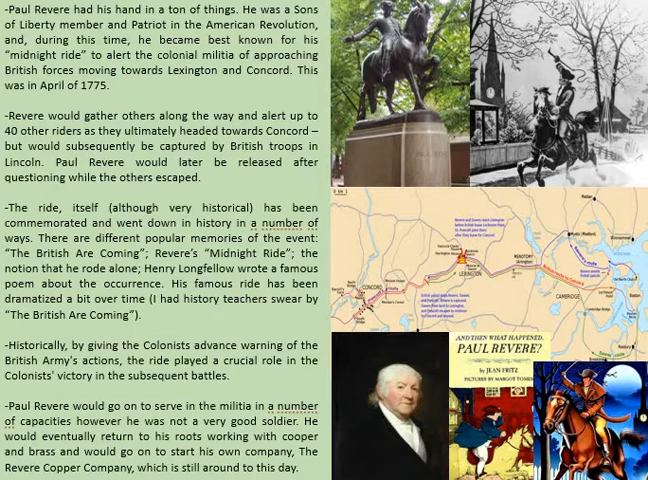 -Paul Revere had his hand in a ton of things. He was a Sons
of Liberty member and Patriot in the American Revolution,
and, during this time, he became best known for his
“midnight ride” to alert the colonial militia of approaching
British forces moving towards Lexington and Concord. This
was in April of 1775.
-Revere would gather others along the way and alert up to
40 other riders as they ultimately headed towards Concord –
but would subsequently be captured by British troops in
Lincoln. Paul Revere would later be released after
questioning while the others escaped.
-The ride, itself (although very historical) has been
commemorated and went down in history in a number of
ways. There are different popular memories of the event:
“The British Are Coming”; Revere’s “Midnight Ride”; the
notion that he rode alone; Henry Longfellow wrote a famous
poem about the occurrence. His famous ride has been
dramatized a bit over time (I had history teachers swear by
“The British Are Coming”).
-Historically, by giving the Colonists advance warning of the
British Army's actions, the ride played a crucial role in the
Colonists' victory in the subsequent battles.
-Paul Revere would go on to serve in the militia in a number
of capacities however he was not a very good soldier. He
would eventually return to his roots working with cooper
and brass and would go on to start his own company, The
Revere Copper Company, which is still around to this day.
CONCORD
LEXINGTON
MENOTOMY
CAMBRIDGE
Boston
AND THEN WHAT HAPPENED,
PAUL REVERE?
by JEAN FRITZ
PICTURES BY MARGOT TOMES